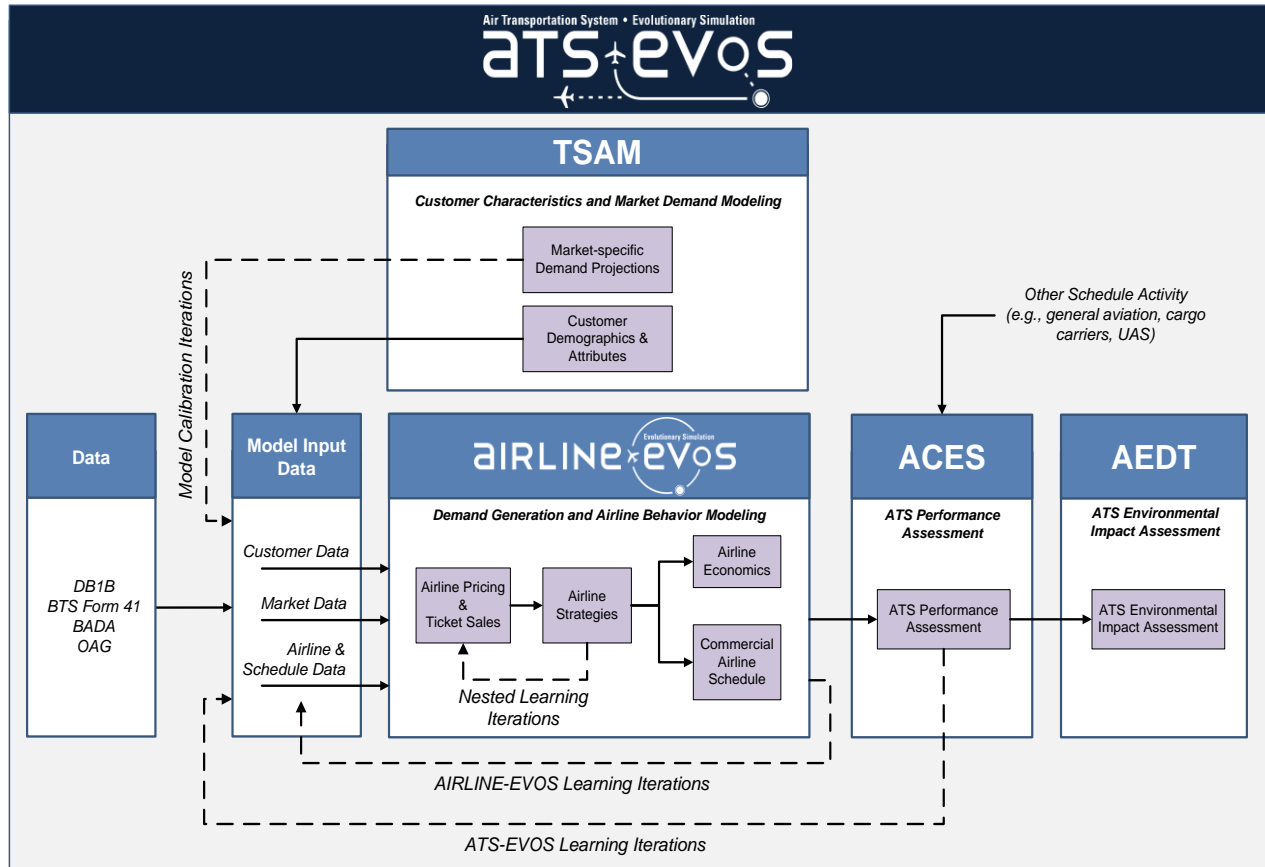 Air Transportation System • Evolutionary Simulation
ATS EVOS
TSAM
Customer Characteristics and Market Demand Modeling
Market-specific
Demand Projections
Customer
Demographics &
Attributes
Other Schedule Activity
(e.g., general aviation, cargo
carriers, UAS)
Model Calibration Iterations
Data
DB1B
BTS Form 41
BADA
OAG
Model Input
Data
Customer Data
Market Data
Airline &
Schedule Data
Evolutionary Simulation
AIRLINE EVOS
Demand Generation and Airline Behavior Modeling
Airline Pricing
&
Ticket Sales
Airline
Strategies
Airline
Economics
Commercial
Airline
Schedule
Nested Learning
Iterations
ACES
ATS Performance
Assessment
ATS Performance
Assessment
AEDT
ATS Environmental
Impact Assessment
ATS Environmental
Impact Assessment
AIRLINE-EVOS Learning Iterations
ATS-EVOS Learning Iterations